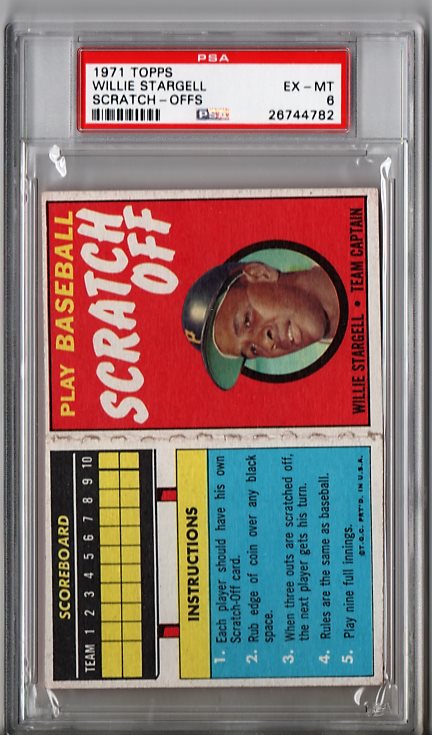 PSA
1971 TOPPS
WILLIE STARGELL
SCRATCH-OFFS
EX-MT
6
26744782
PSA
PLAY BASEBALL
SCRATCH
OFF
P
WILLIE STARGELL • TEAM CAPTAIN
SCOREBOARD
TEAM 1 2 3 4 5 6 7 8 9 10
INSTRUCTIONS
1. Each player should have his own
Scratch-Off card.
2. Rub edge of coin over any black
space.
3. When three outs are scratched off,
the next player gets his turn.
4. Rules are the same as baseball.
5. Play nine full innings.
©T.C.G. PRT'D. IN U.S.A.